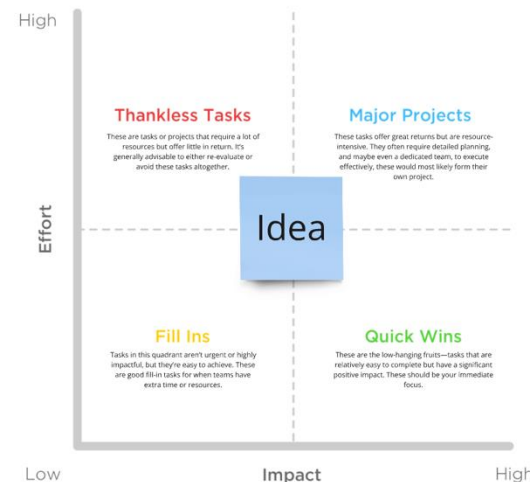 High
Thankless Tasks
These are tasks or projects that require a lot of
resources but offer little in return. It's
generally advisable to either re-evaluate or
avoid these tasks altogether.
Major Projects
These tasks offer great returns but are resource-
intensive. They often require detailed planning,
and maybe even a dedicated team, to execute
effectively, these would most likely form their
own project.
Effort
Idea
Fill Ins
Tasks in this quadrant aren't urgent or highly
impactful, but they're easy to achieve. These
are good fill-in tasks for when teams have
extra time or resources.
Quick Wins
These are the low-hanging fruits—tasks that are
relatively easy to complete but have a significant
positive impact. These should be your immediate
focus.
Low
Impact
High